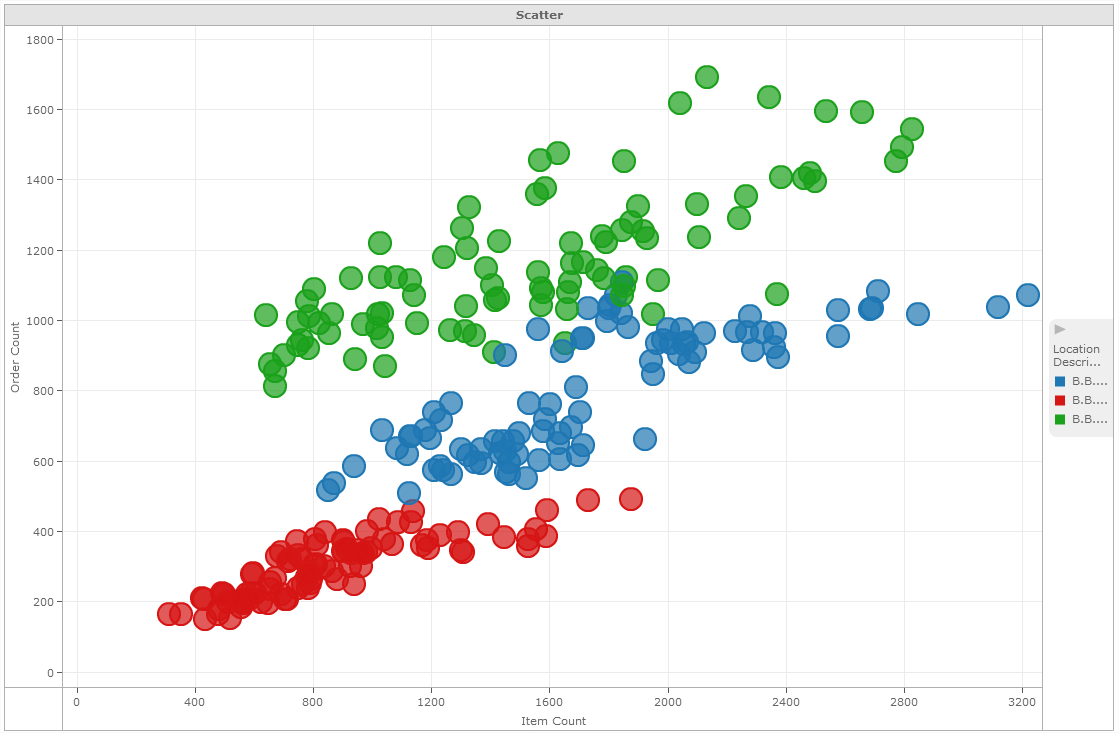 Scatter
1800
1600
1400
1200
1000
800
600
400
200
0
Order Count
0 400 800 1200 1600 2000 2400 2800 3200
Item Count
Location
Descri...
B.B....
B.B....
B.B....